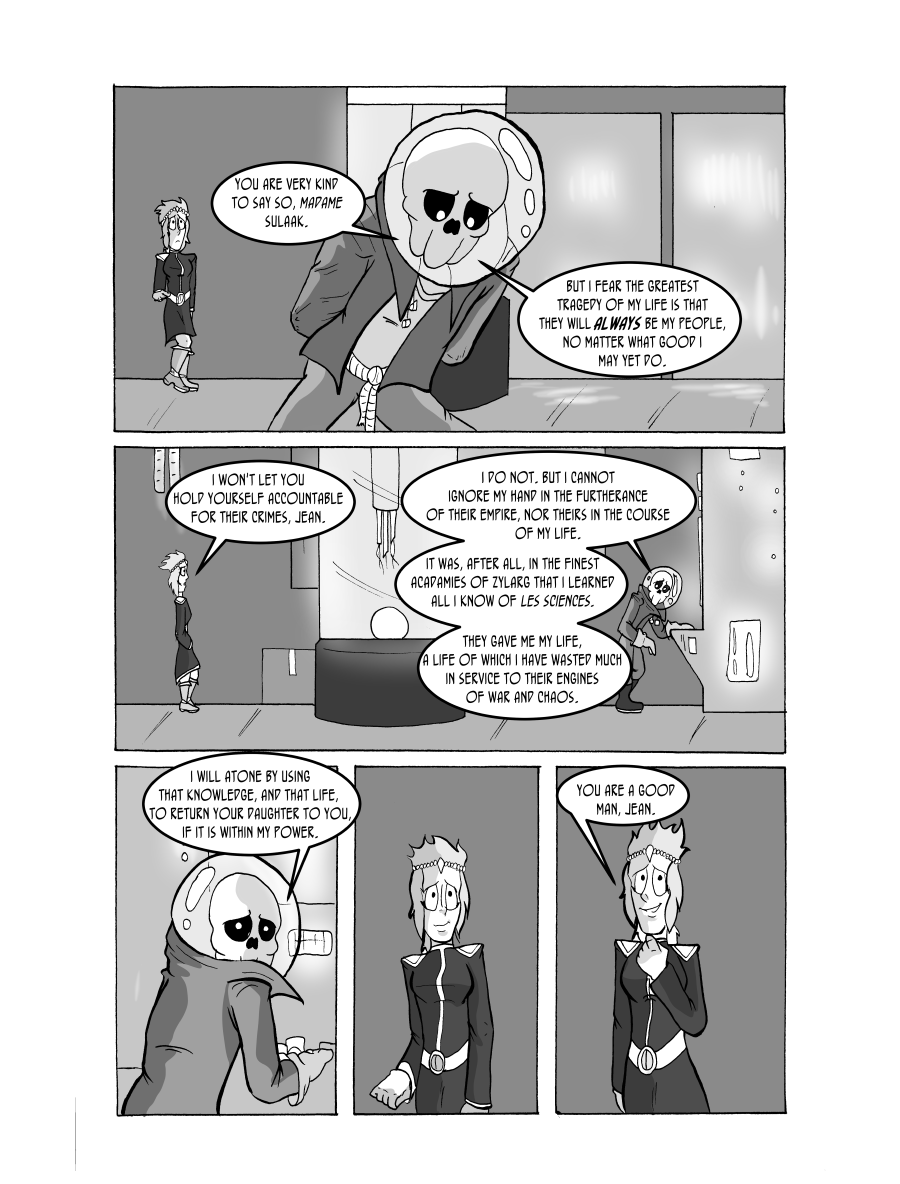 YOU ARE VERY KIND
TO SAY SO, MADAME
SULAAK.
BUT I FEAR THE GREATEST
TRAGEDY OF MY LIFE IS THAT
THEY WILL ALWAYS BE MY PEOPLE,
NO MATTER WHAT GOOD I
MAY YET DO.
I WON'T LET YOU
HOLD YOURSELF ACCOUNTABLE
FOR THEIR CRIMES, JEAN.
I DO NOT. BUT I CANNOT
IGNORE MY HAND IN THE FURTHERANCE
OF THEIR EMPIRE, NOR THEIRS IN THE COURSE
OF MY LIFE.
IT WAS, AFTER ALL, IN THE FINEST
ACADAMIES OF ZYLARG THAT I LEARNED
ALL I KNOW OF LES SCIENCES.
THEY GAVE ME MY LIFE,
A LIFE OF WHICH I HAVE WASTED MUCH
IN SERVICE TO THEIR ENGINES
OF WAR AND CHAOS.
I WILL ATONE BY USING
THAT KNOWLEDGE, AND THAT LIFE,
TO RETURN YOUR DAUGHTER TO YOU,
IF IT IS WITHIN MY POWER.
YOU ARE A GOOD
MAN, JEAN.